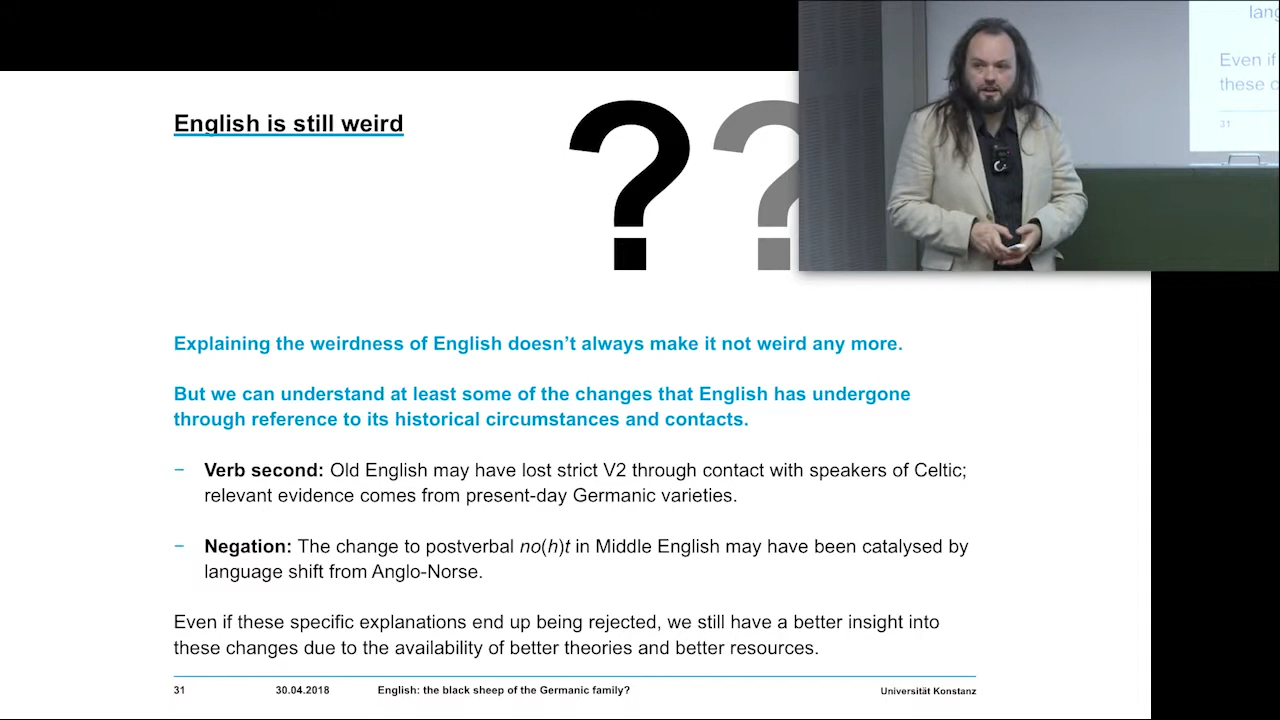 English is still weird
??
lang
Even if
these c
31
Explaining the weirdness of English doesn’t always make it not weird any more.
But we can understand at least some of the changes that English has undergone
through reference to its historical circumstances and contacts.
– Verb second: Old English may have lost strict V2 through contact with speakers of Celtic;
relevant evidence comes from present-day Germanic varieties.
– Negation: The change to postverbal no(h)t in Middle English may have been catalysed by
language shift from Anglo-Norse.
Even if these specific explanations end up being rejected, we still have a better insight into
these changes due to the availability of better theories and better resources.
31 30.04.2018 English: the black sheep of the Germanic family? Universität Konstanz